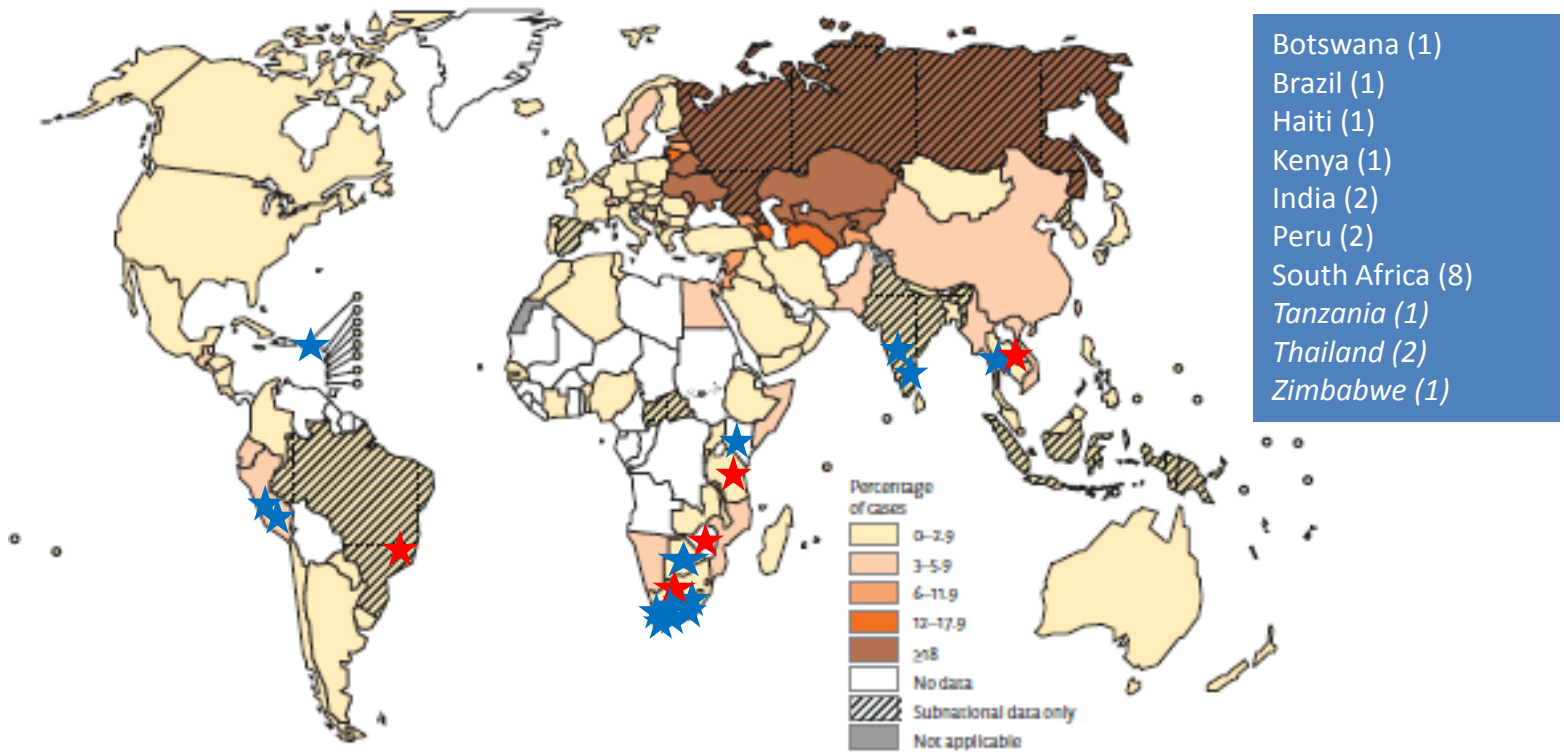 Botswana (1)
Brazil (1)
Haiti (1)
Kenya (1)
India (2)
Peru (2)
South Africa (8)
Tanzania (1)
Thailand (2)
Zimbabwe (1)
Percentage
of cases
0–2.9
3–5.9
6–11.9
12–17.9
≥18
No data
Subnational data only
Not applicable